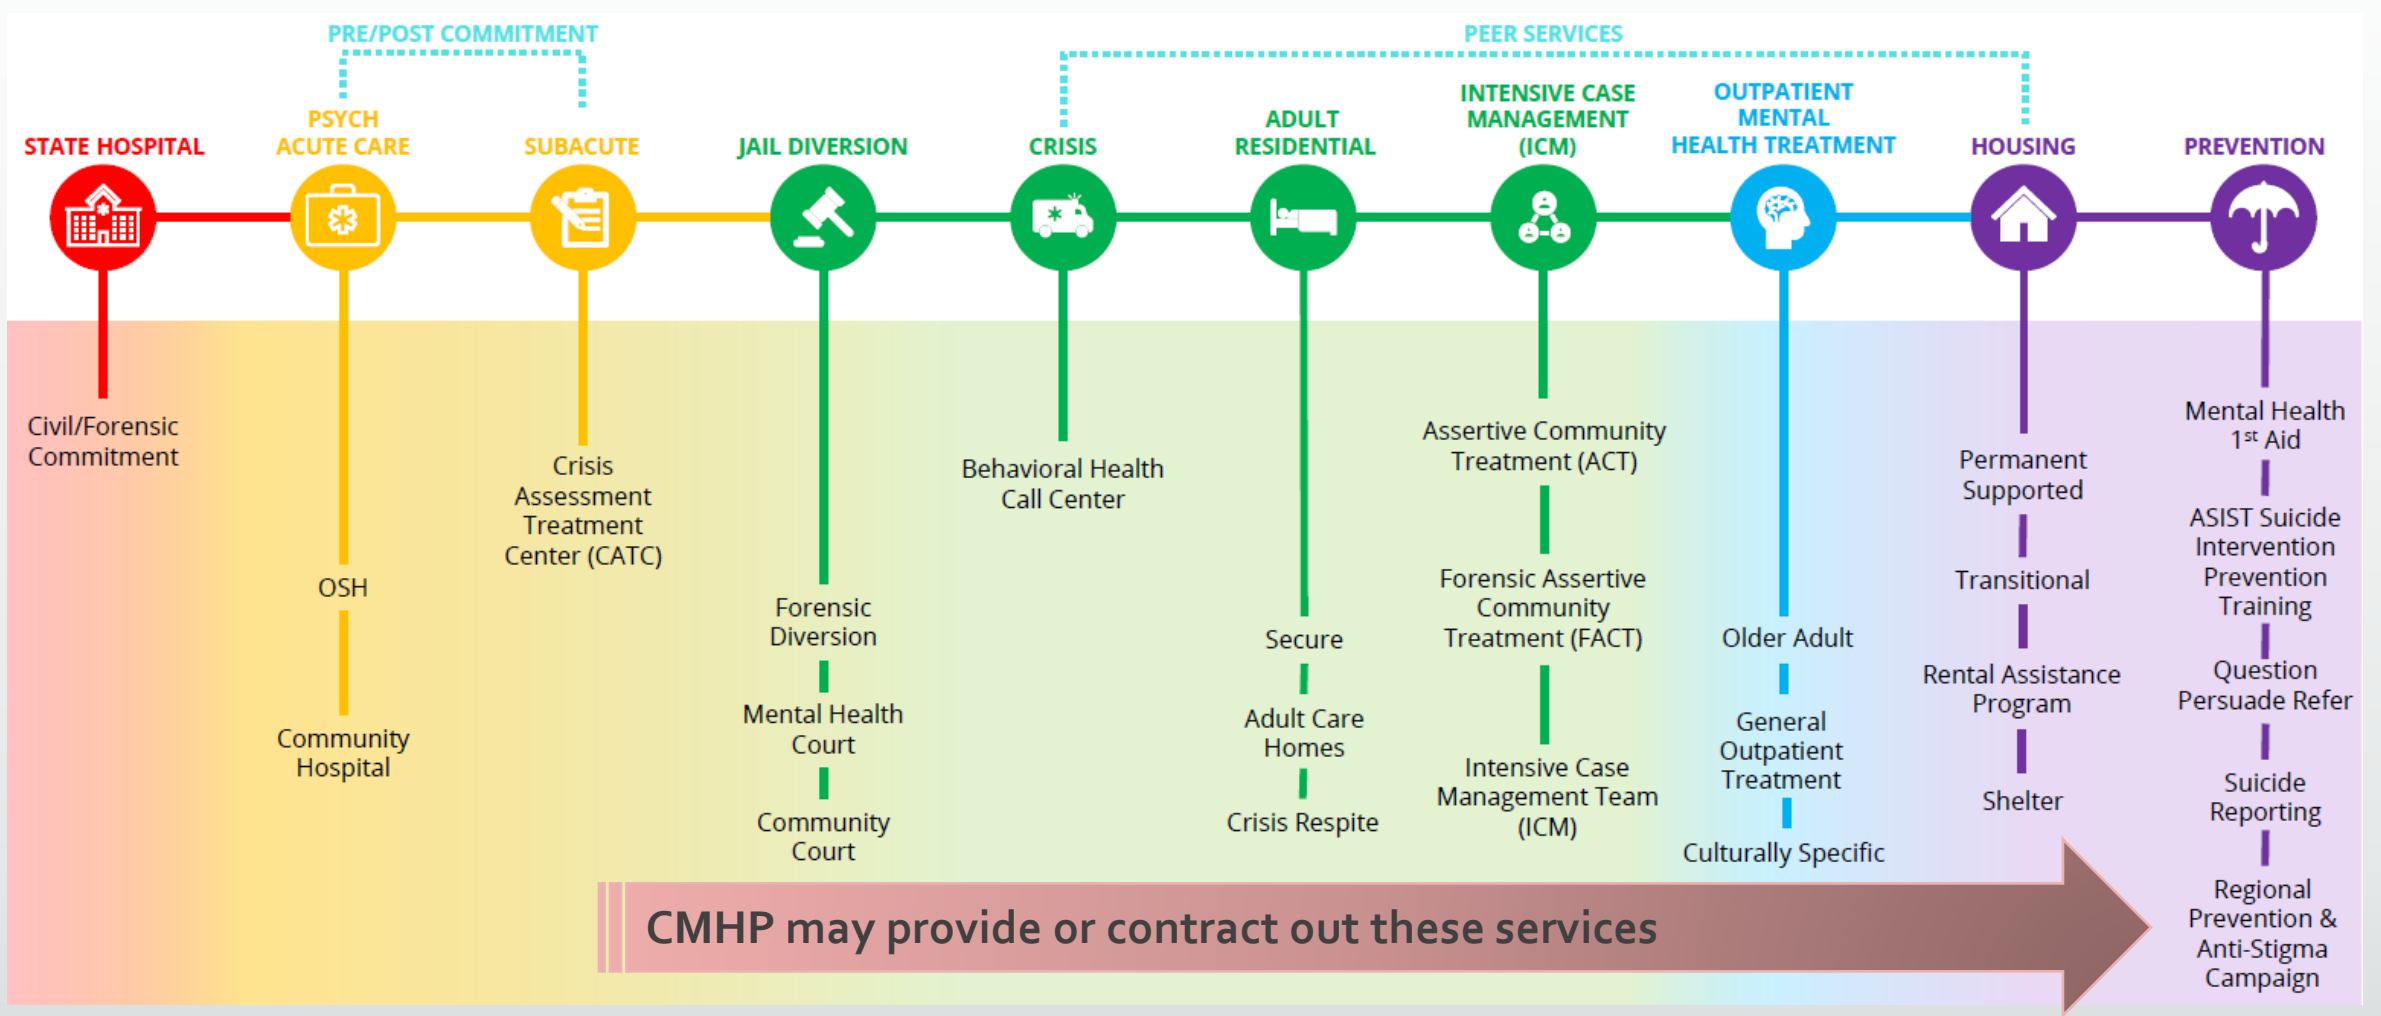 PRE/POST COMMITMENT
PEER SERVICES
STATE HOSPITAL
PSYCH
ACUTE CARE
SUBACUTE
JAIL DIVERSION
CRISIS
ADULT
RESIDENTIAL
INTENSIVE CASE
MANAGEMENT
(ICM)
OUTPATIENT
MENTAL
HEALTH TREATMENT
HOUSING
PREVENTION
Civil/Forensic
Commitment
OSH
Community
Hospital
Crisis
Assessment
Treatment
Center (CATC)
Forensic
Diversion
Mental Health
Court
Community
Court
Behavioral Health
Call Center
Secure
Adult Care
Homes
Crisis Respite
Assertive Community
Treatment (ACT)
Forensic Assertive
Community
Treatment (FACT)
Intensive Case
Management Team
(ICM)
Older Adult
General
Outpatient
Treatment
Culturally Specific
Permanent
Supported
Transitional
Rental Assistance
Program
Shelter
Mental Health
1st Aid
ASIST Suicide
Intervention
Prevention
Training
Question
Persuade Refer
Suicide
Reporting
Regional
Prevention &
Anti-Stigma
Campaign
CMHP may provide or contract out these services